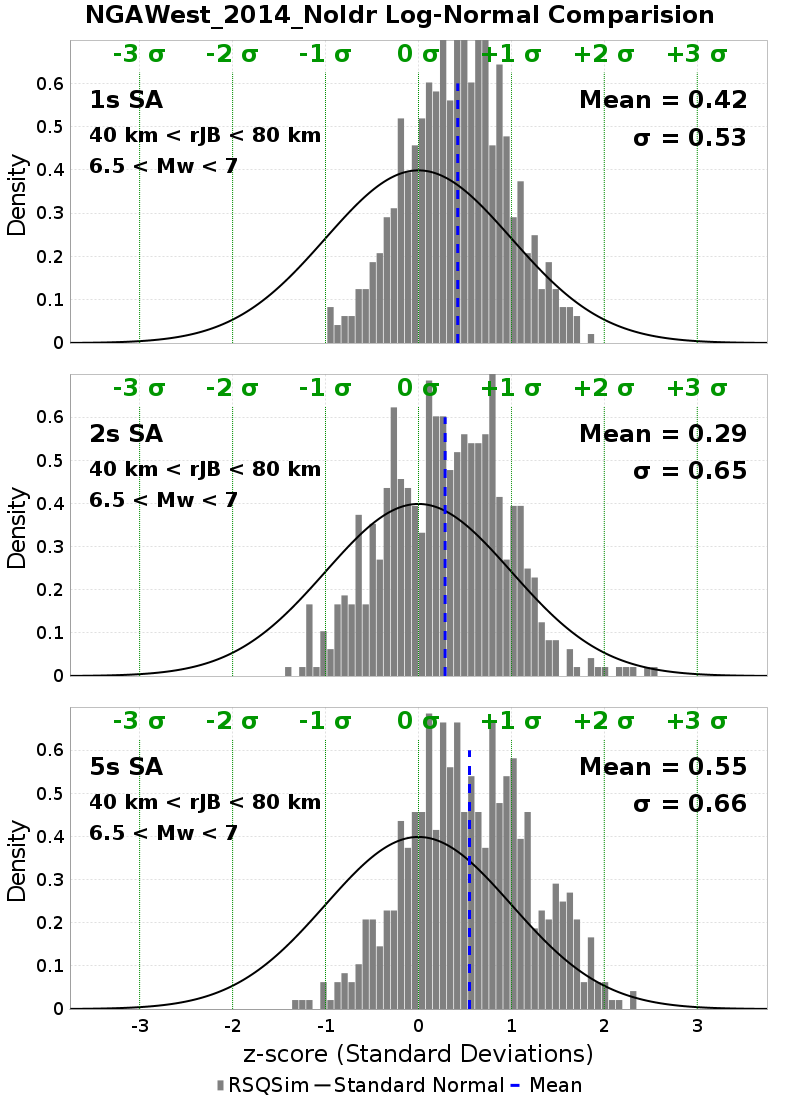 NGAWest_2014_NoIdr Log-Normal Comparision
-3 σ -2 σ -1 σ 0 σ +1 σ +2 σ +3 σ
1s SA
Mean = 0.42
40 km < rJB < 80 km
σ = 0.53
6.5 < Mw < 7
0.6
0.5
0.4
0.3
0.2
0.1
0
Density
-3 σ -2 σ -1 σ 0 σ +1 σ +2 σ +3 σ
2s SA
Mean = 0.29
40 km < rJB < 80 km
σ = 0.65
6.5 < Mw < 7
0.6
0.5
0.4
0.3
0.2
0.1
0
Density
-3 σ -2 σ -1 σ 0 σ +1 σ +2 σ +3 σ
5s SA
Mean = 0.55
40 km < rJB < 80 km
σ = 0.66
6.5 < Mw < 7
0.6
0.5
0.4
0.3
0.2
0.1
0
Density
-3 -2 -1 0 1 2 3
z-score (Standard Deviations)
RSQSim Standard Normal Mean